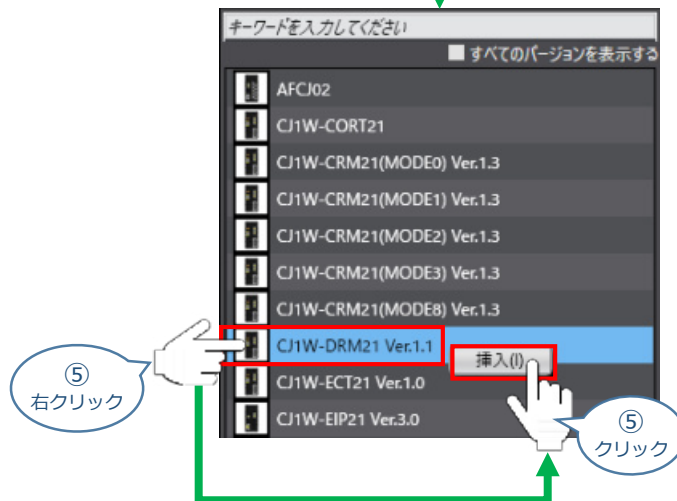 キーワードを入力してください
すべてのバージョンを表示する
AFCJ02
CJ1W-CORT21
CJ1W-CRM21(MODE0) Ver.1.3
CJ1W-CRM21(MODE1) Ver.1.3
CJ1W-CRM21(MODE2) Ver.1.3
CJ1W-CRM21(MODE3) Ver.1.3
CJ1W-CRM21(MODE8) Ver.1.3
CJ1W-DRM21 Ver.1.1
挿入(I)
CJ1W-ECT21 Ver.1.0
CJ1W-EIP21 Ver.3.0
⑤
右クリック
⑤
クリック